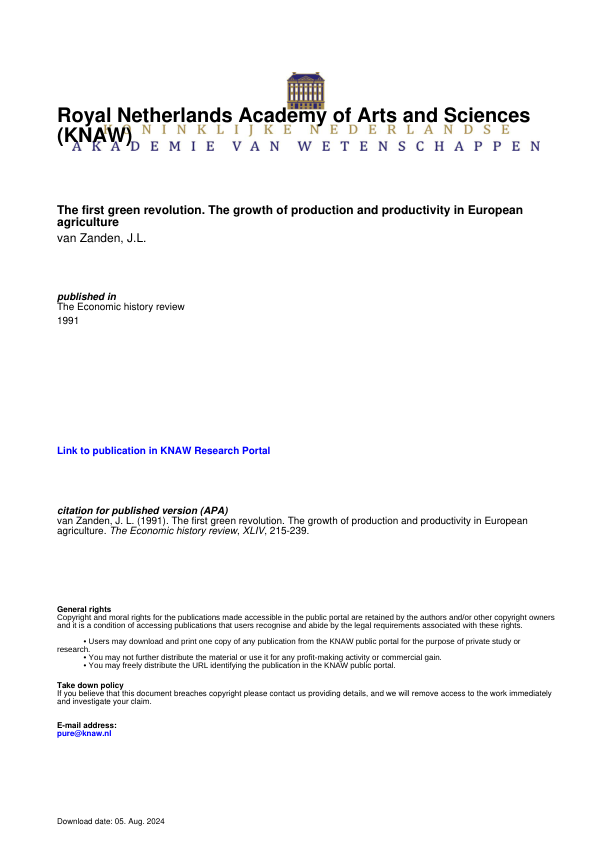 Royal Netherlands Academy of Arts and Sciences
(KNAW)
KONINKLIJKE NEDERLANDSE
AKADEMIE VAN WETENSCHAPPEN
The first green revolution. The growth of production and productivity in European
agriculture
van Zanden, J.L.
published in
The Economic history review
1991
Link to publication in KNAW Research Portal
citation for published version (APA)
van Zanden, J. L. (1991). The first green revolution. The growth of production and productivity in European
agriculture. The Economic history review, XLIV, 215-239.
General rights
Copyright and moral rights for the publications made accessible in the public portal are retained by the authors and/or other copyright owners
and it is a condition of accessing publications that users recognise and abide by the legal requirements associated with these rights.
• Users may download and print one copy of any publication from the KNAW public portal for the purpose of private study or
research.
• You may not further distribute the material or use it for any profit-making activity or commercial gain.
• You may freely distribute the URL identifying the publication in the KNAW public portal.
Take down policy
If you believe that this document breaches copyright please contact us providing details, and we will remove access to the work immediately
and investigate your claim.
E-mail address:
pure@knaw.nl
Download date: 05. Aug. 2024